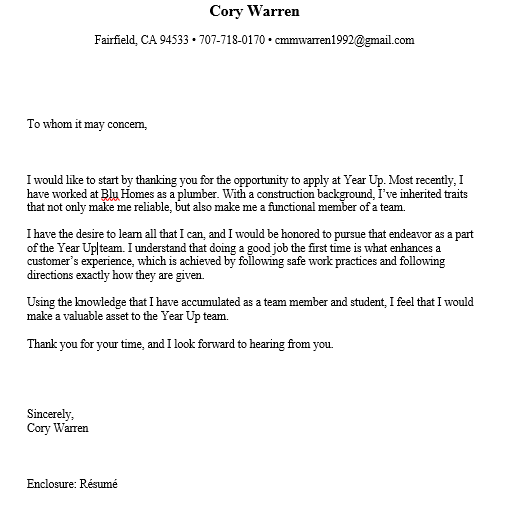 Cory Warren
Fairfield, CA 94533 • 707-718-0170 • cmmwarren1992@gmail.com
To whom it may concern,
I would like to start by thanking you for the opportunity to apply at Year Up. Most recently, I
have worked at Blu Homes as a plumber. With a construction background, I’ve inherited traits
that not only make me reliable, but also make me a functional member of a team.
I have the desire to learn all that I can, and I would be honored to pursue that endeavor as a part
of the Year Up team. I understand that doing a good job the first time is what enhances a
customer’s experience, which is achieved by following safe work practices and following
directions exactly how they are given.
Using the knowledge that I have accumulated as a team member and student, I feel that I would
make a valuable asset to the Year Up team.
Thank you for your time, and I look forward to hearing from you.
Sincerely,
Cory Warren
Enclosure: Résumé